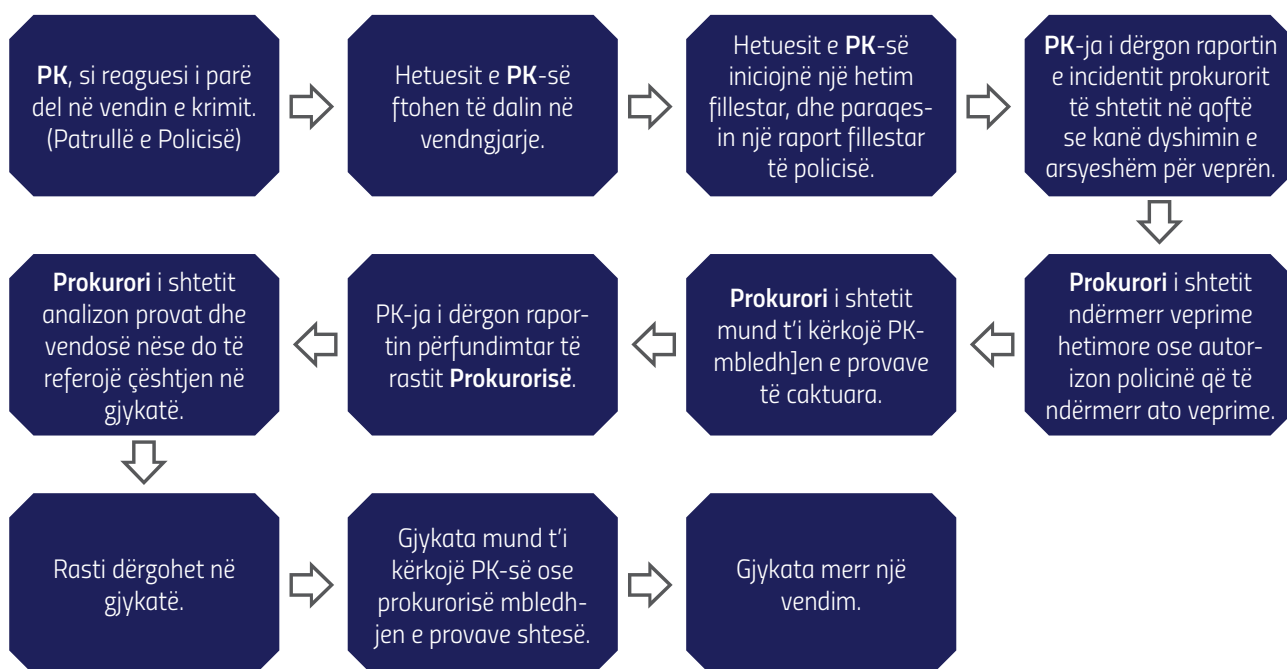 PK, si reaguesi i parë
del në vendin e krimit.
(Patrullë e Policisë)
Hetuesit e PK-së
ftohen të dalin në
vendngjarje.
Hetuesit e PK-së
iniciojnë një hetim
fillestar, dhe paraqes-
in një raport fillestar
të policisë.
PK-ja i dërgon raportin
e incidentit prokurorit
të shtetit në qoftë
se kanë dyshimin e
arsyeshëm për veprën.
Prokurori i shtetit
ndërmerr veprime
hetimore ose autor-
izon policinë që të
ndërmerr ato veprime.
Prokurori i shtetit
mund t'i kërkojë PK-
mbledh]en e provave
të caktuara.
PK-ja i dërgon rapor-
tin përfundimtar të
rastit Prokurorisë.
Prokurori i shtetit
analizon provat dhe
vendosë nëse do të
referojë çështjen në
gjykatë.
Rasti dërgohet në
gjykatë.
Gjykata mund t'i
kërkojë PK-së ose
prokurorisë mbledh-
jen e provave shtesë.
Gjykata merr një
vendim.